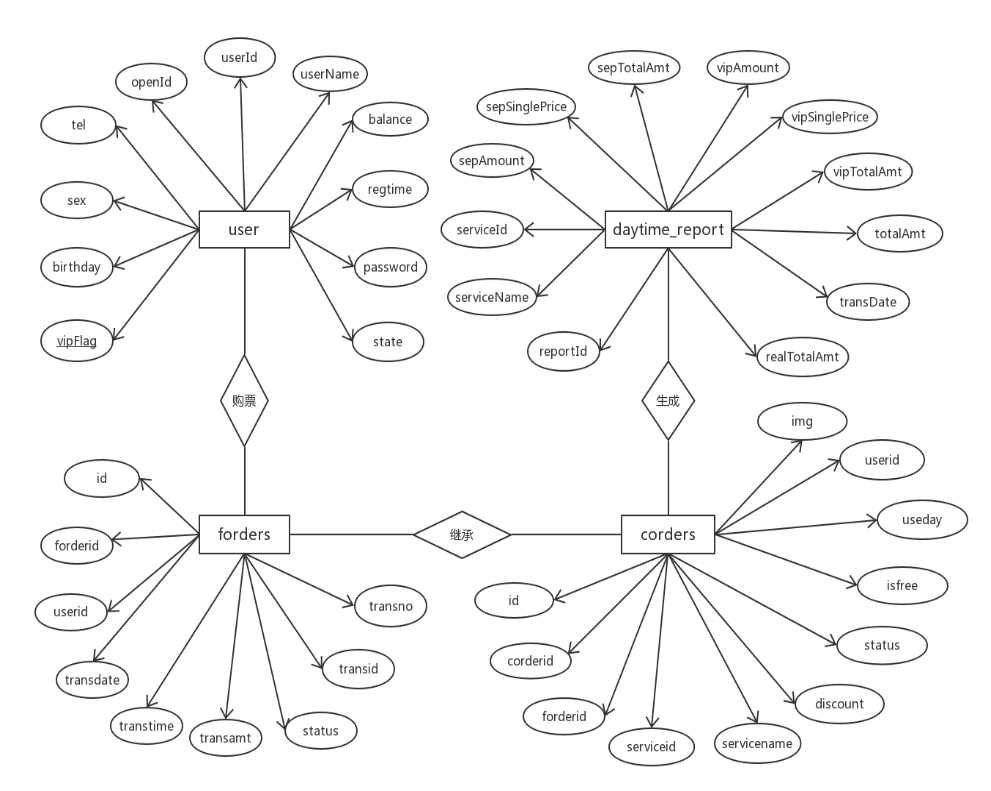 userId
openId
userName
tel
balance
sex
regtime
user
birthday
password
vipFlag
state
购票
sepTotalAmt
vipAmount
sepSinglePrice
vipSinglePrice
sepAmount
vipTotalAmt
serviceId
daytime_report
totalAmt
serviceName
transDate
reportId
realTotalAmt
生成
id
forderid
forders
userid
transno
transdate
transid
transtime
transamt
status
继承
img
userid
useday
corders
isfree
id
status
corderid
discount
forderid
serviceid
servicename